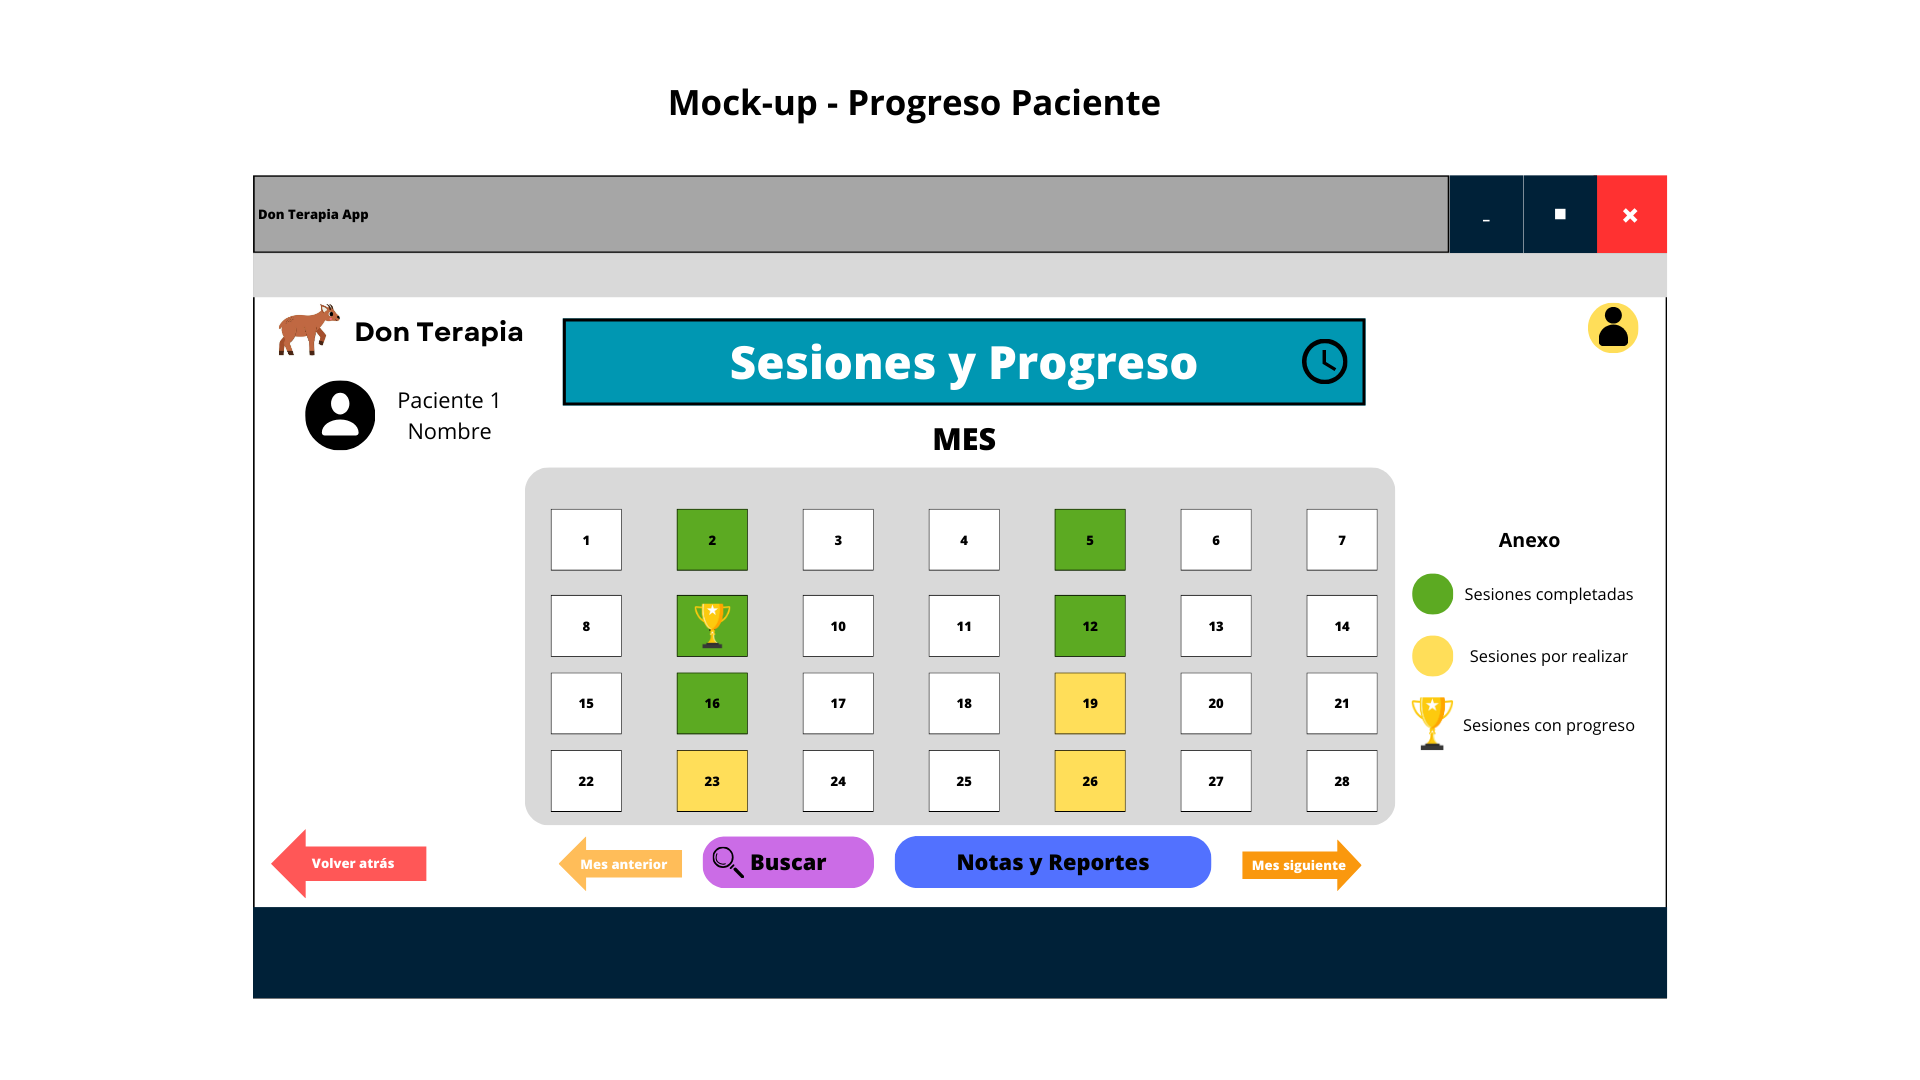 Mock-up - Progreso Paciente
Don Terapia App
Don Terapia
Sesiones y Progreso
Paciente 1
Nombre
MES
1 2 3 4 5 6 7
8 10 11 12 13 14
15 16 17 18 19 20 21
22 23 24 25 26 27 28
Anexo
Sesiones completadas
Sesiones por realizar
Sesiones con progreso
Volver atrás
Mes anterior
Buscar
Notas y Reportes
Mes siguiente